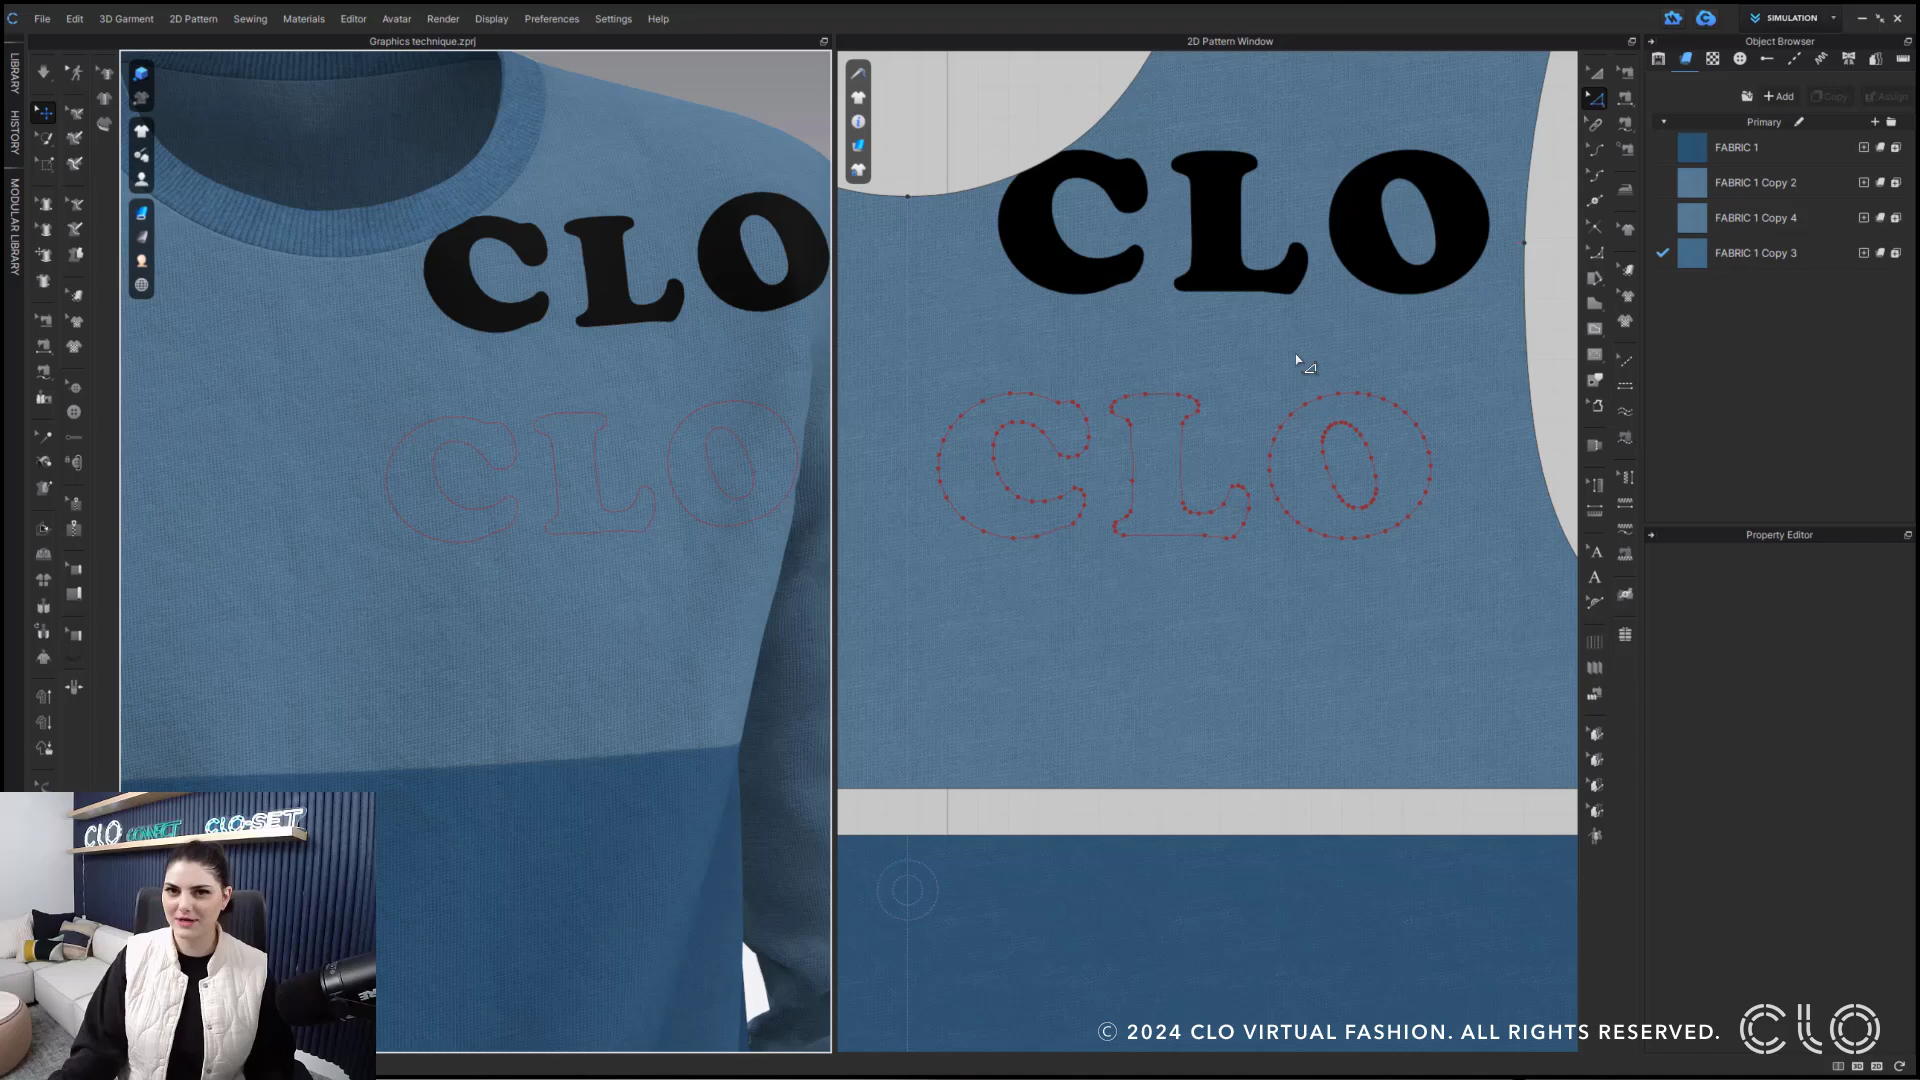 File Edit 3D Garment 2D Pattern Sewing Materials Editor Avatar Render Display Preferences Settings Help
SIMULATION
Graphics technique.zprj
2D Pattern Window
Object Browser
LIBRARY
HISTORY
MODULAR LIBRARY
+ Add
Copy
Assign
Primary
FABRIC 1
FABRIC 1 Copy 2
FABRIC 1 Copy 4
FABRIC 1 Copy 3
CLO
CLO
CLO
CLO
Property Editor
CLO CONNECT
CLO-SET
© 2024 CLO VIRTUAL FASHION. ALL RIGHTS RESERVED.
CLO